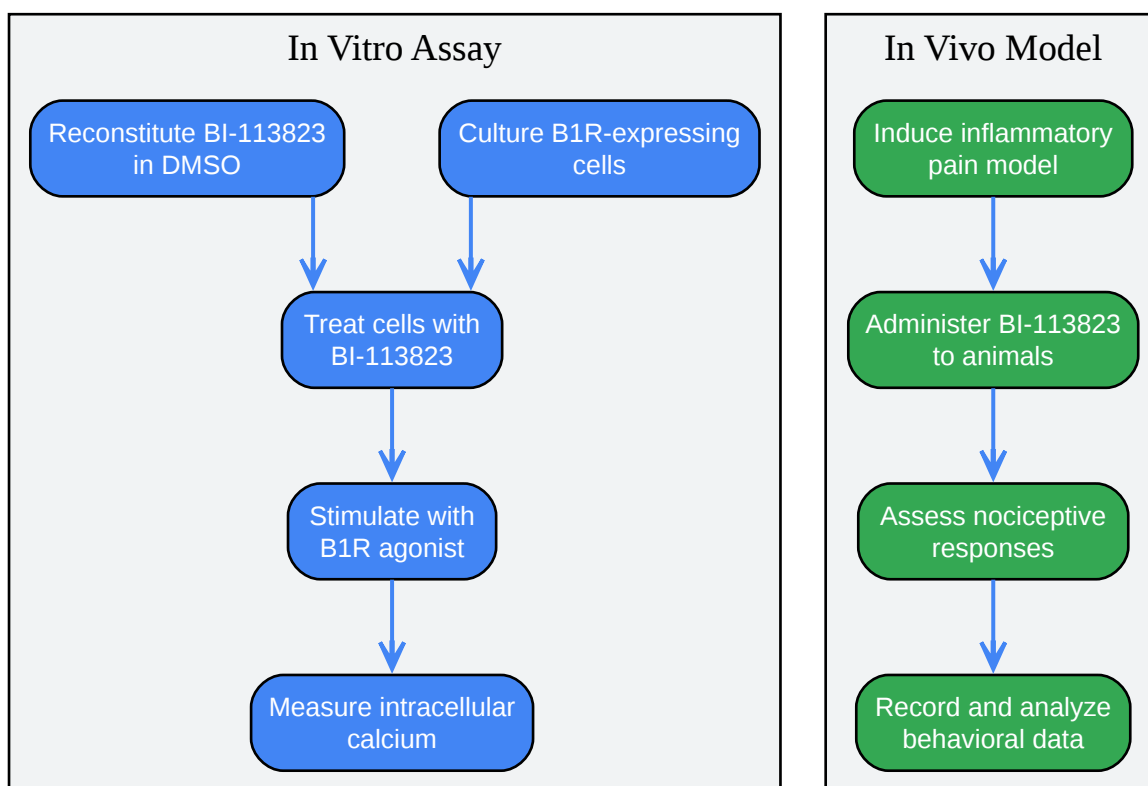 In Vitro Assay
Reconstitute BI-113823
in DMSO
Culture B1R-expressing
cells
Treat cells with
BI-113823
Stimulate with
B1R agonist
Measure intracellular
calcium
In Vivo Model
Induce inflammatory
pain model
Administer BI-113823
to animals
Assess nociceptive
responses
Record and analyze
behavioral data